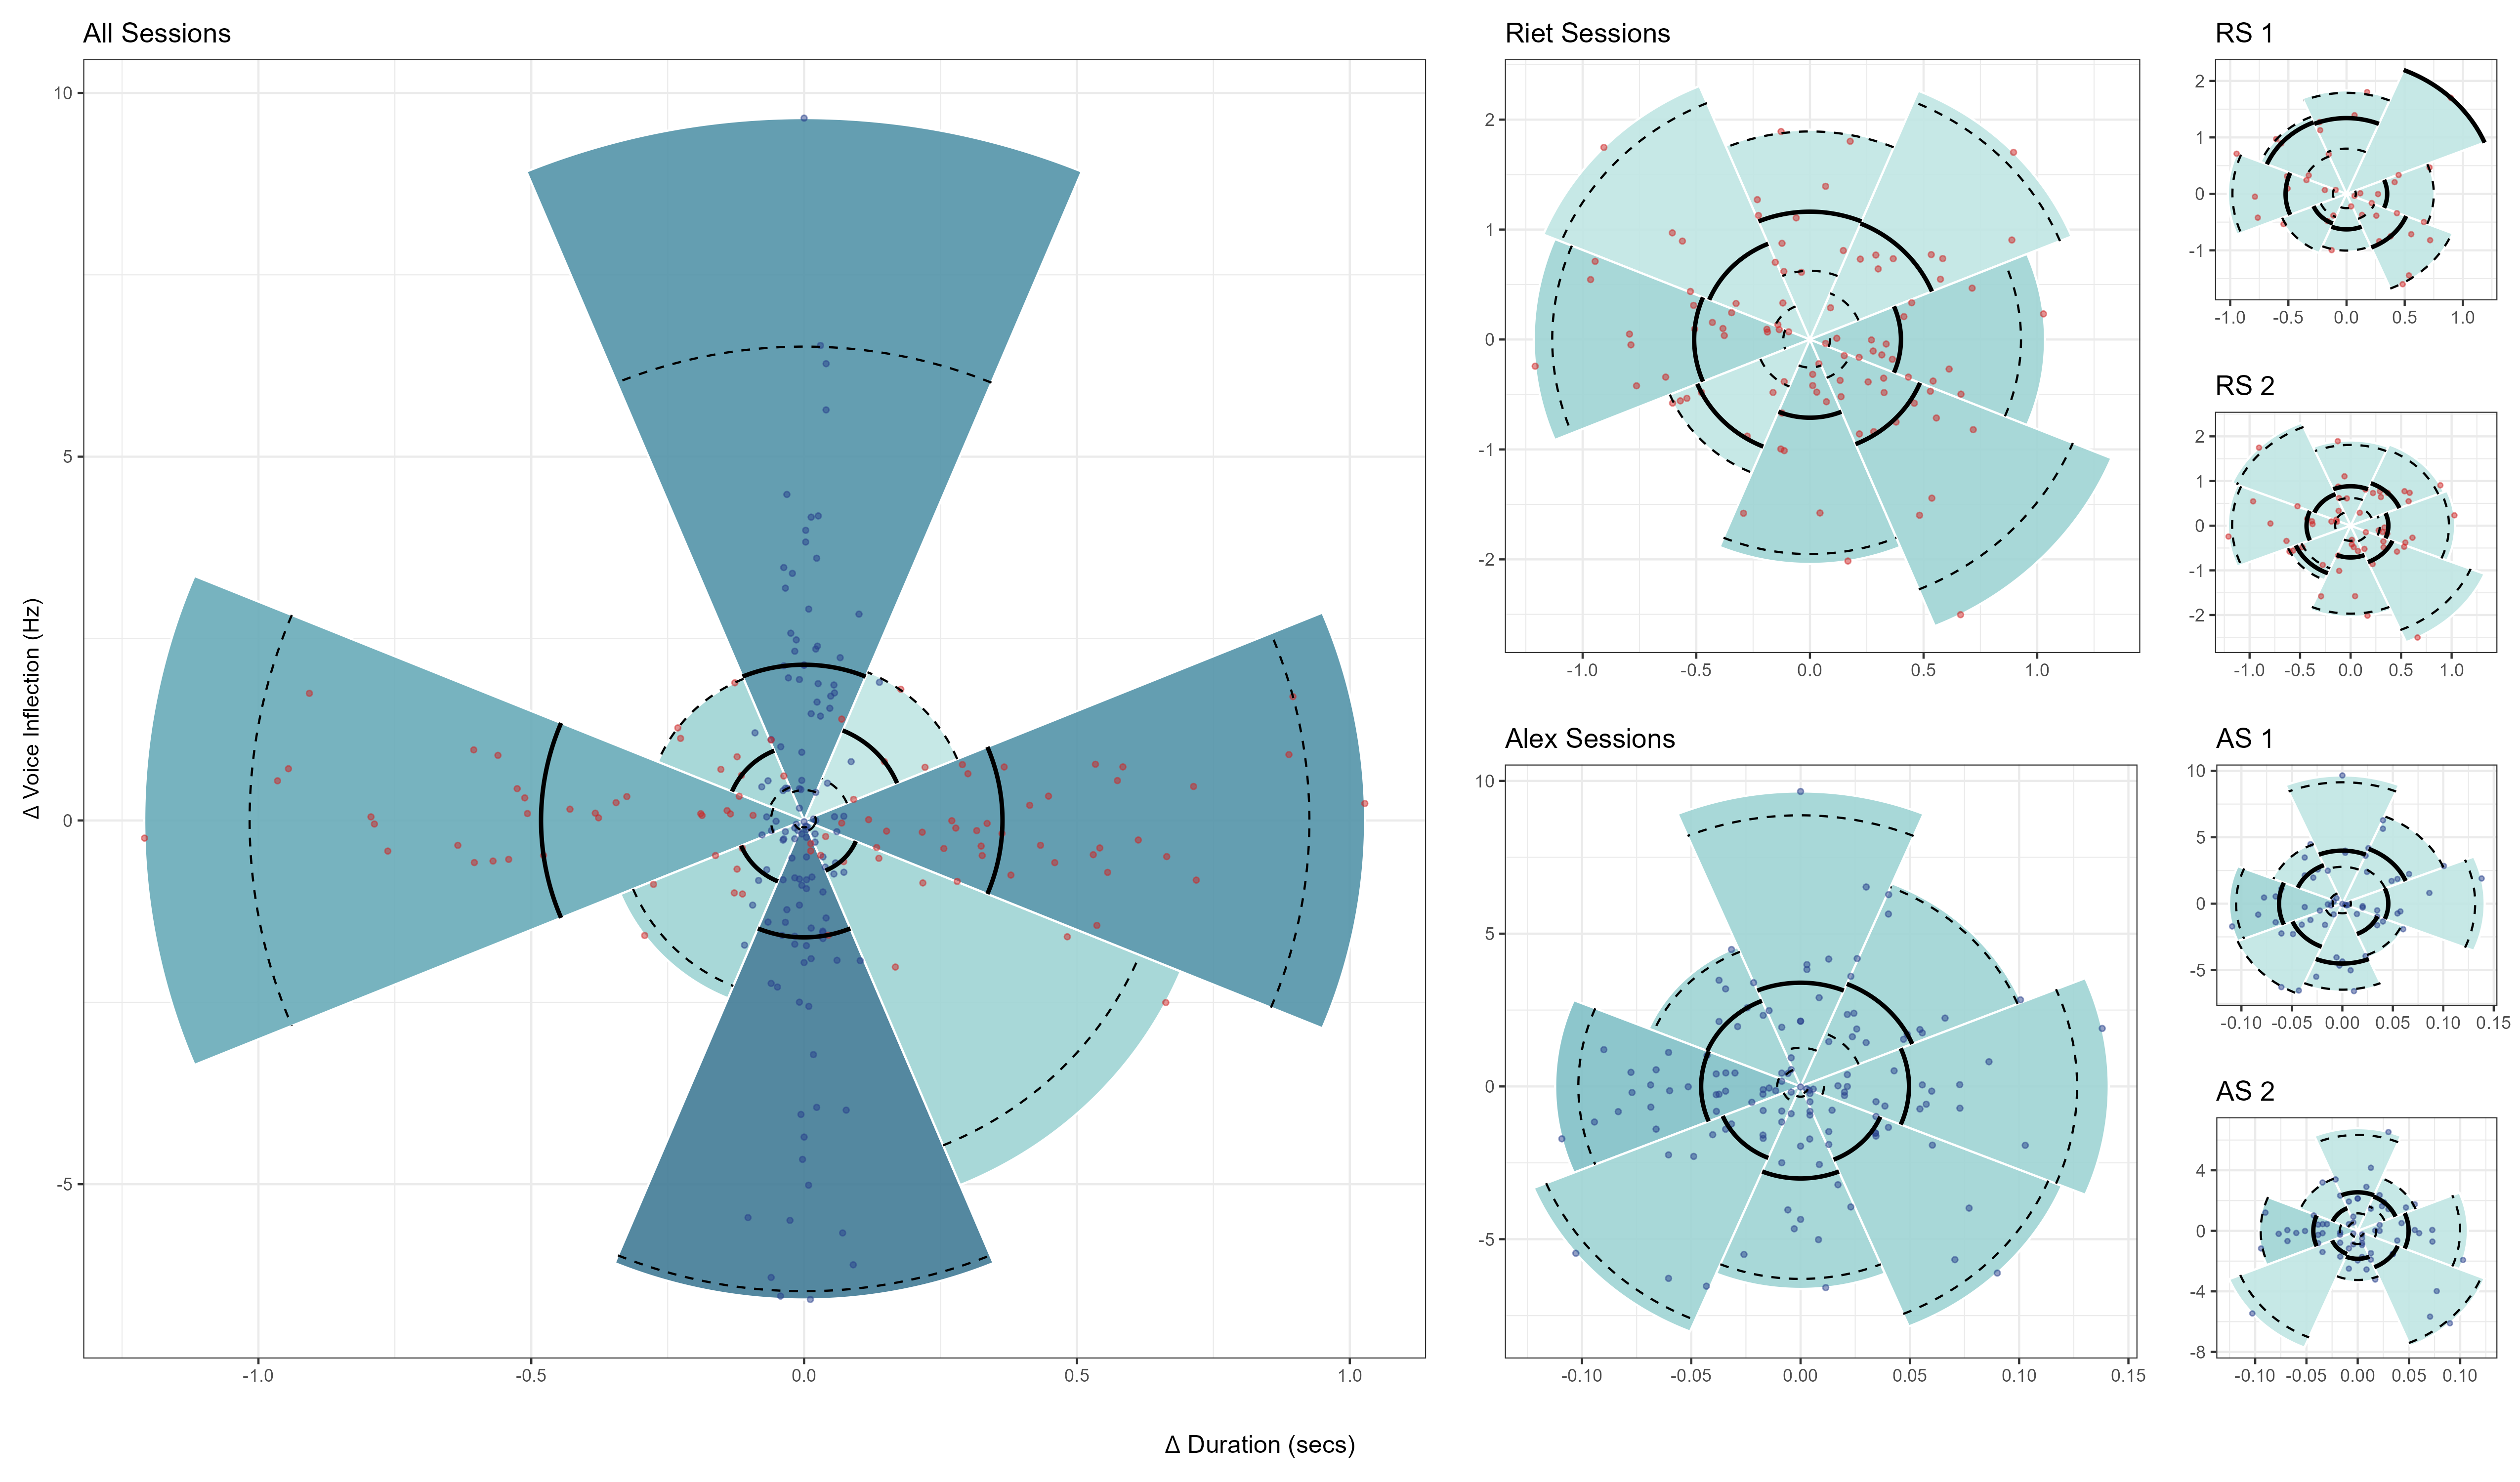 All Sessions
10
5
0
-5
-1.0 -0.5 0.0 0.5 1.0
Δ Voice Inflection (Hz)
Δ Duration (secs)
Riet Sessions
2
1
0
-1
-2
-1.0 -0.5 0.0 0.5 1.0
Alex Sessions
10
5
0
-5
-0.10 -0.05 0.00 0.05 0.10 0.15
RS 1
2
1
0
-1
-1.0 -0.5 0.0 0.5 1.0
RS 2
2
1
0
-1
-2
-1.0 -0.5 0.0 0.5 1.0
AS 1
10
5
0
-5
-0.10 -0.05 0.00 0.05 0.10 0.15
AS 2
4
0
-4
-8
-0.10 -0.05 0.00 0.05 0.10